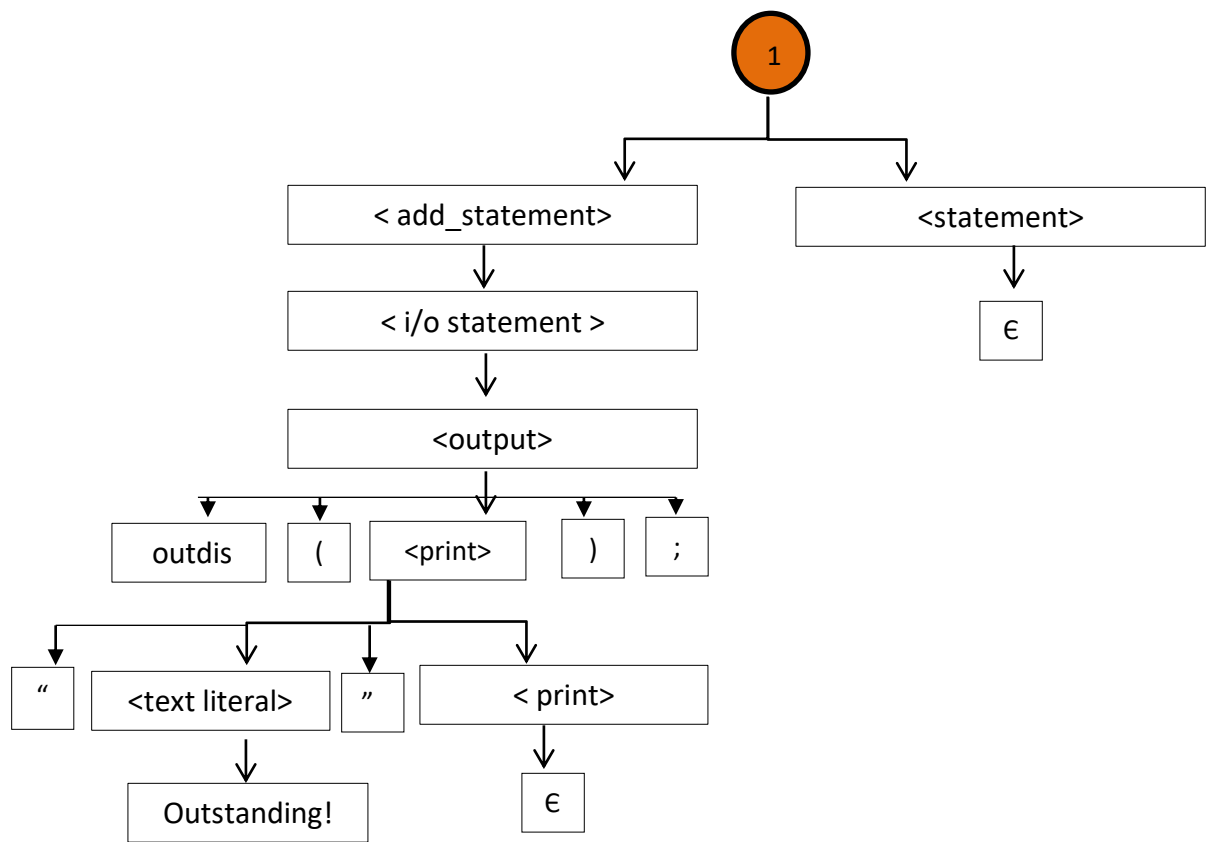 1
< add_statement>
<statement>
< i/o statement >
Є
<output>
outdis
(
<print>
)
;
“
<text literal>
”
< print>
Outstanding!
Є